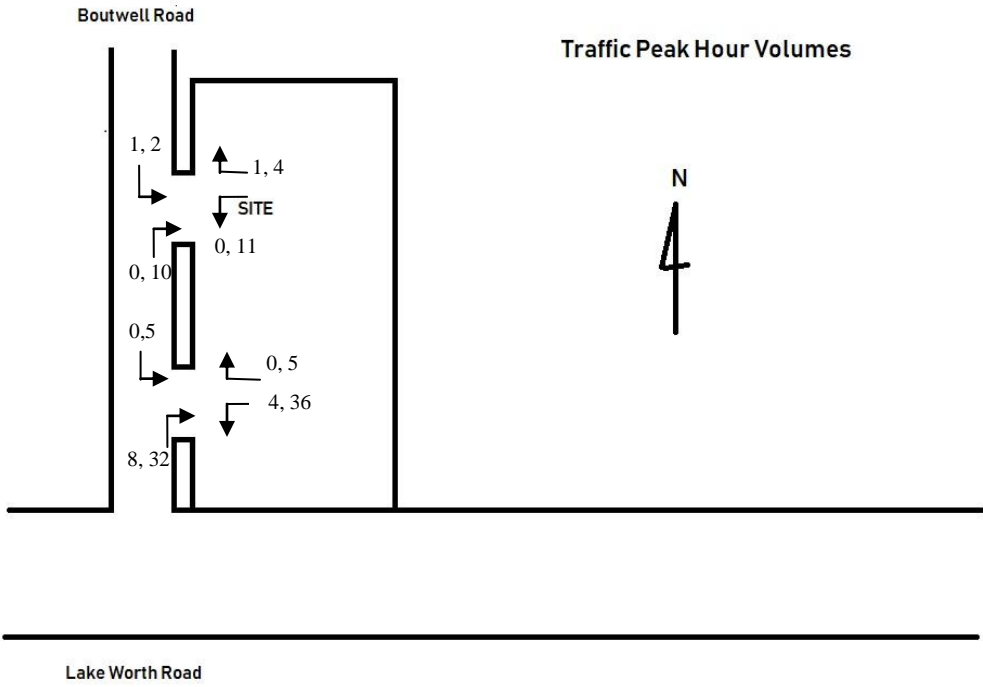 Boutwell Road
Traffic Peak Hour Volumes
1, 2
1, 4
N
SITE
0, 11
0, 10
0,5
0, 5
4, 36
8, 32
Lake Worth Road